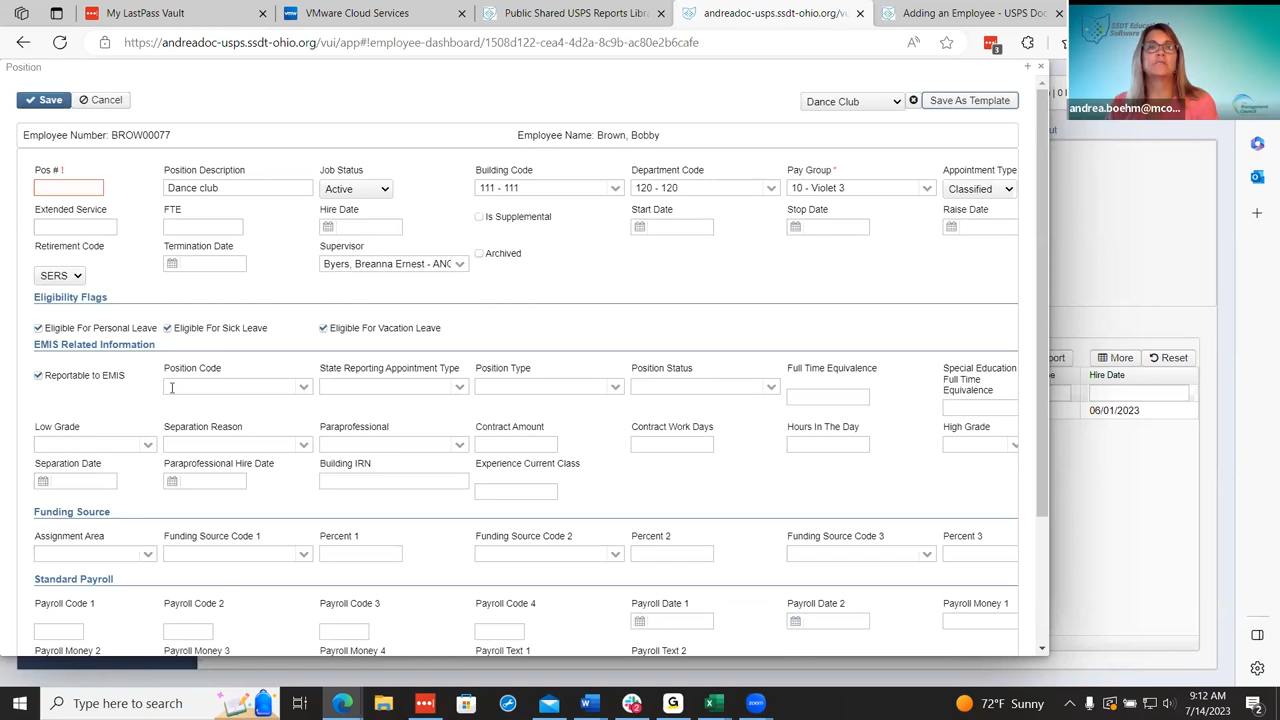 My LastPass Vault
VMware Cloud Services
Public Shared USPS Reports Library
andreadoc-usps.ssdt-ohio.org/vu
Adding an Employee - USPS Doc
https://andreadoc-usps.ssdt-ohio.org/vui/app#employee-dashboard/1508d122-cea4-4d2a-8c9b-ac80e2b6cafe
3
SSDT Educational
Software
Management
Council
andrea.boehm@mco...
Position
Save Cancel Dance Club Save As Template
Employee Number: BROW00077 Employee Name: Brown, Bobby
Pos # ! Position Description Job Status Building Code Department Code Pay Group * Appointment Type
Dance club Active 111 - 111 120 - 120 10 - Violet 3 Classified
Extended Service FTE Hire Date Is Supplemental Start Date Stop Date Raise Date
Retirement Code Termination Date Supervisor Archived
SERS Byers, Breanna Ernest - ANC
Eligibility Flags
Eligible For Personal Leave Eligible For Sick Leave Eligible For Vacation Leave
EMIS Related Information
Reportable to EMIS Position Code State Reporting Appointment Type Position Type Position Status Full Time Equivalence Special Education
Full Time
Equivalence
Low Grade Separation Reason Paraprofessional Contract Amount Contract Work Days Hours In The Day High Grade
Separation Date Paraprofessional Hire Date Building IRN Experience Current Class
Funding Source
Assignment Area Funding Source Code 1 Percent 1 Funding Source Code 2 Percent 2 Funding Source Code 3 Percent 3
Standard Payroll
Payroll Code 1 Payroll Code 2 Payroll Code 3 Payroll Code 4 Payroll Date 1 Payroll Date 2 Payroll Money 1
Payroll Money 2 Payroll Money 3 Payroll Money 4 Payroll Text 1 Payroll Text 2
ut
ort More Reset
Hire Date
06/01/2023
Type here to search
72°F Sunny
9:12 AM
7/14/2023
2